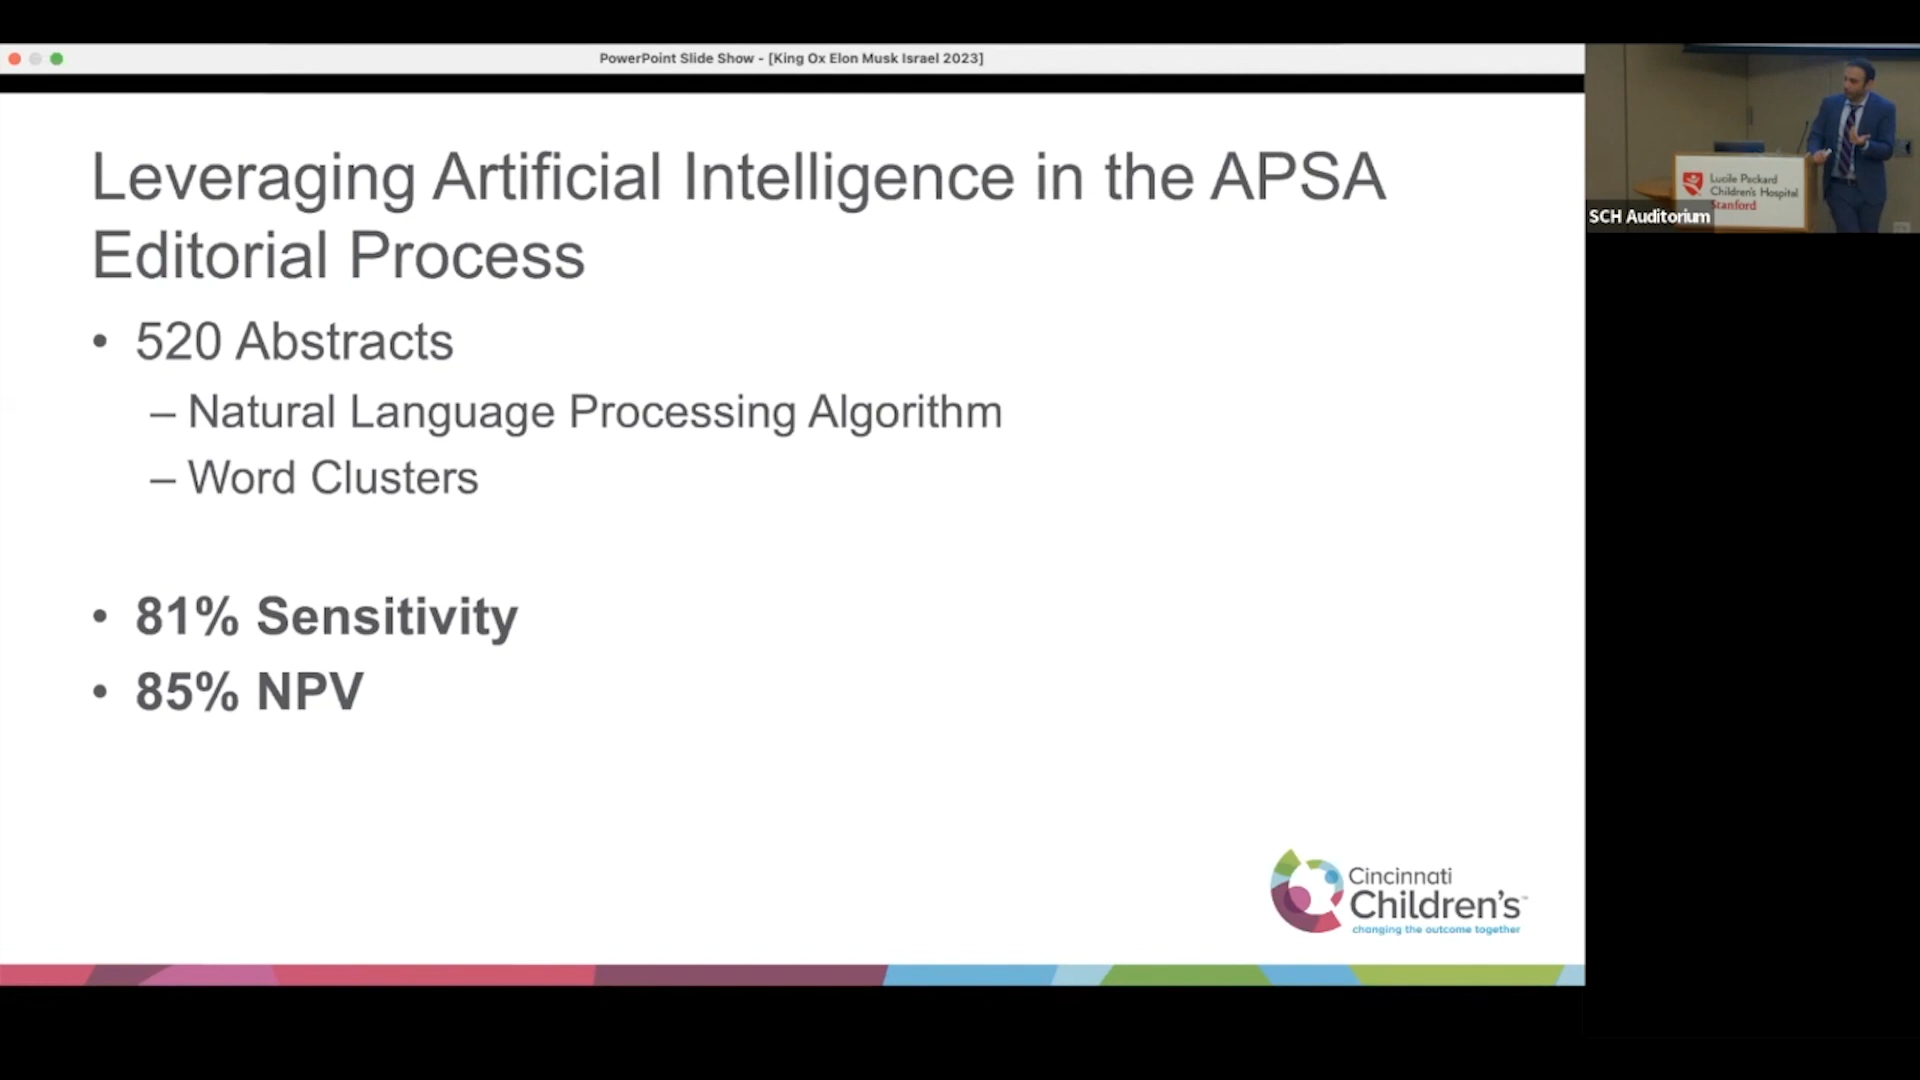 PowerPoint Slide Show - [King Ox Elon Musk Israel 2023]
Leveraging Artificial Intelligence in the APSA
Editorial Process
• 520 Abstracts
– Natural Language Processing Algorithm
– Word Clusters
• 81% Sensitivity
• 85% NPV
Cincinnati
Children's™
changing the outcome together
Lucile Packard
Children's Hospital
Stanford
SCH Auditorium